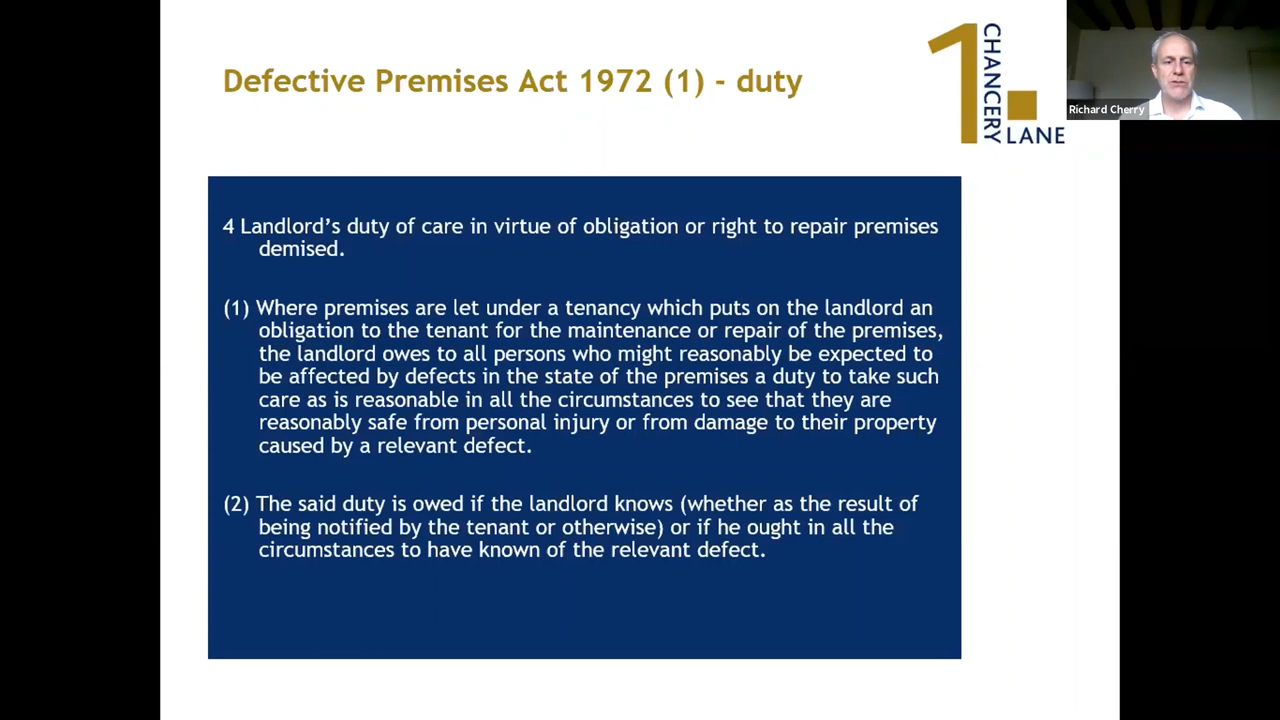 Defective Premises Act 1972 (1) - duty
1 CHANCERY LANE
Richard Cherry
4 Landlord's duty of care in virtue of obligation or right to repair premises
demised.
(1) Where premises are let under a tenancy which puts on the landlord an
obligation to the tenant for the maintenance or repair of the premises,
the landlord owes to all persons who might reasonably be expected to
be affected by defects in the state of the premises a duty to take such
care as is reasonable in all the circumstances to see that they are
reasonably safe from personal injury or from damage to their property
caused by a relevant defect.
(2) The said duty is owed if the landlord knows (whether as the result of
being notified by the tenant or otherwise) or if he ought in all the
circumstances to have known of the relevant defect.